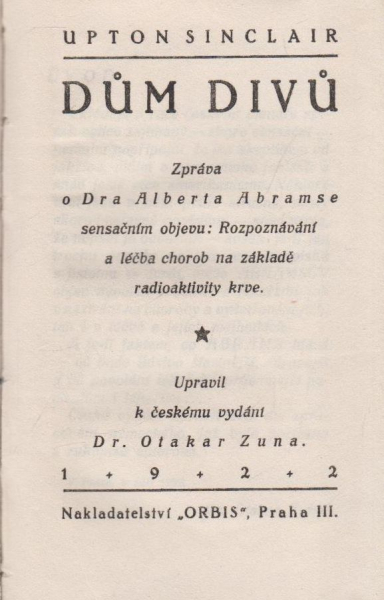 UPTON SINCLAIR
DŮM DIVŮ
Zpráva
o Dra Alberta Abramse
sensačním objevu: Rozpoznávání
a léčba chorob na základě
radioaktivity krve.
Upravil
k českému vydání
Dr. Otakar Zuna.
1 + 9 + 2 + 2
Nakladatelství „ORBIS“, Praha III.